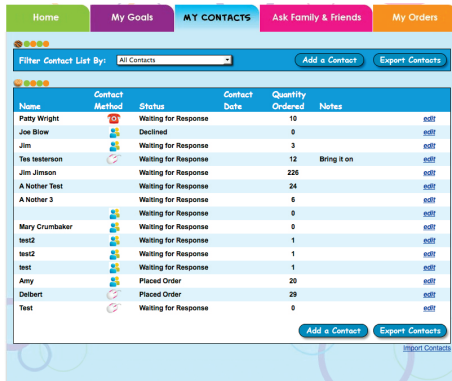 Home My Goals MY CONTACTS Ask Family & Friends My Orders
Filter Contact List By: All Contacts Add a Contact Export Contacts
Name Contact Method Status Contact Date Quantity Ordered Notes
Patty Wright Waiting for Response 10 edit
Joe Blow Declined 0 edit
Jim Waiting for Response 3 edit
Tes testerson Waiting for Response 12 Bring it on edit
Jim Jimson Waiting for Response 226 edit
A Nother Test Waiting for Response 24 edit
A Nother 3 Waiting for Response 6 edit
Waiting for Response 0 edit
Mary Crumbaker Waiting for Response 0 edit
test2 Waiting for Response 1 edit
test2 Waiting for Response 1 edit
test Waiting for Response 1 edit
Amy Placed Order 20 edit
Delbert Placed Order 29 edit
Test Waiting for Response 0 edit
Add a Contact Export Contacts
Import Contacts